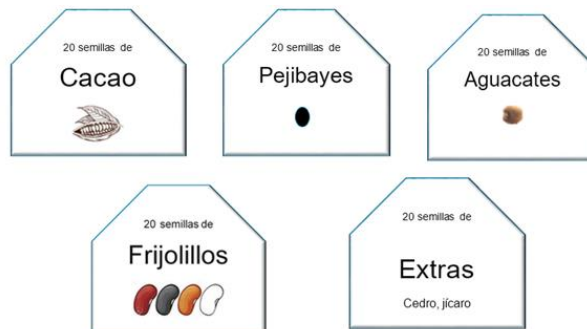 20 semillas de
Cacao
20 semillas de
Pejibayes
20 semillas de
Aguacates
20 semillas de
Frijolillos
20 semillas de
Extras
Cedro, jícaro